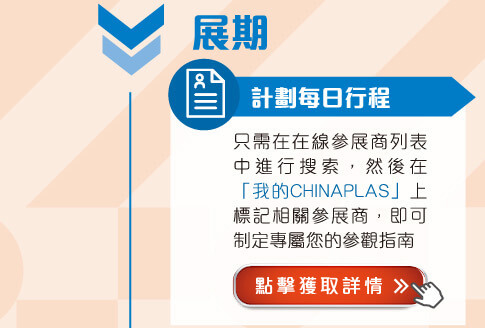 展期
計劃每日行程
只需在在線參展商列表
中進行搜索，然後在
「我的CHINAPLAS」上
標記相關參展商，即可
制定專屬您的參觀指南
點擊獲取詳情 »